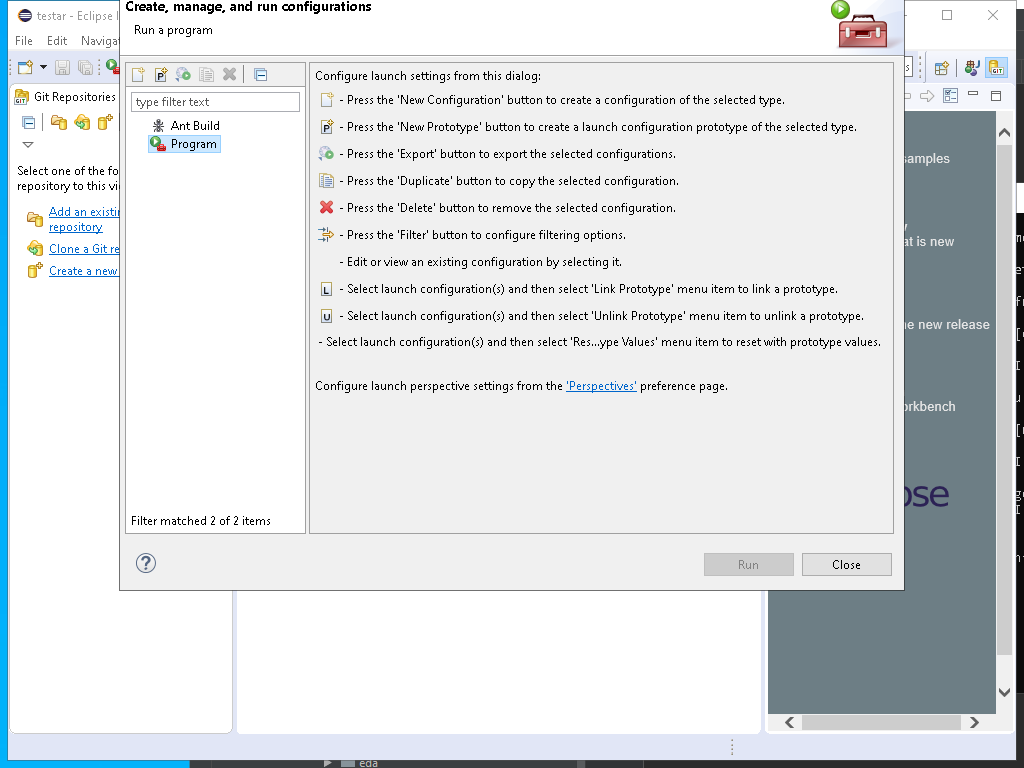 Create, manage, and run configurations
Run a program
testar - Eclipse I
File Edit Navigat
Git Repositories
type filter text
Ant Build
Program
Filter matched 2 of 2 items
Select one of the fo
repository to this vi
Add an existin
repository
Clone a Git re
Create a new
Configure launch settings from this dialog:
- Press the 'New Configuration' button to create a configuration of the selected type.
P - Press the 'New Prototype' button to create a launch configuration prototype of the selected type.
- Press the 'Export' button to export the selected configurations.
- Press the 'Duplicate' button to copy the selected configuration.
- Press the 'Delete' button to remove the selected configuration.
- Press the 'Filter' button to configure filtering options.
- Edit or view an existing configuration by selecting it.
L - Select launch configuration(s) and then select 'Link Prototype' menu item to link a prototype.
U - Select launch configuration(s) and then select 'Unlink Prototype' menu item to unlink a prototype.
- Select launch configuration(s) and then select 'Res...ype Values' menu item to reset with prototype values.
Configure launch perspective settings from the 'Perspectives' preference page.
? Run Close
samples
at is new
he new release
orkbench
ose
eda